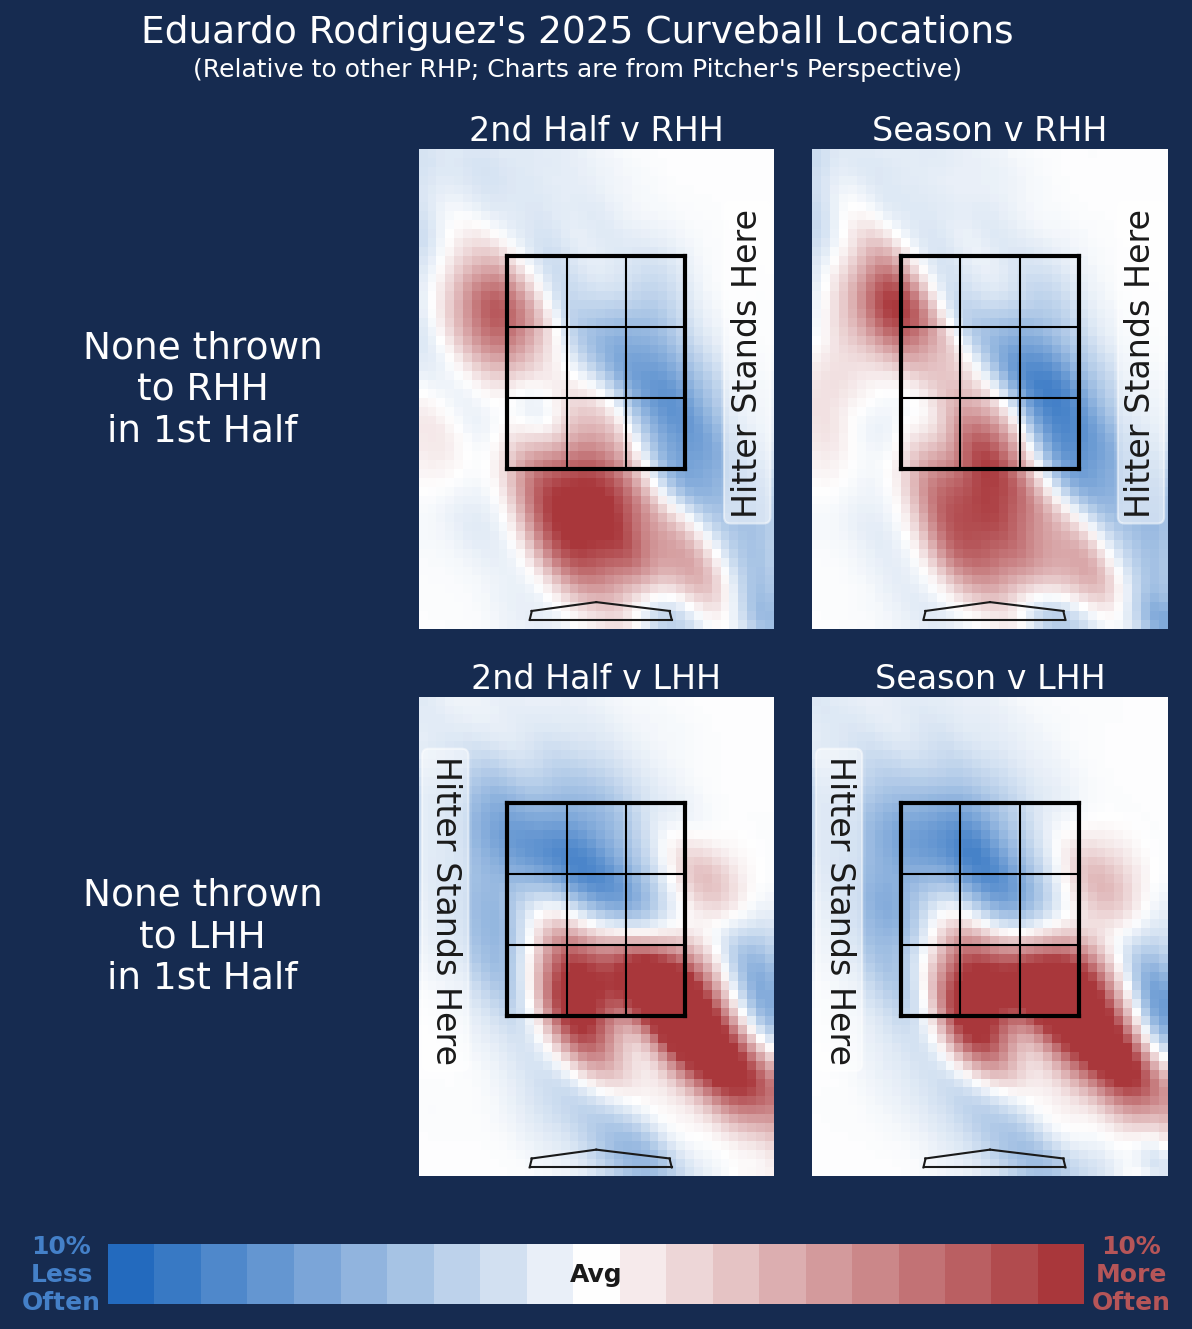 Eduardo Rodriguez's 2025 Curveball Locations
(Relative to other RHP; Charts are from Pitcher's Perspective)
2nd Half v RHH
Season v RHH
None thrown
to RHH
in 1st Half
Hitter Stands Here
Hitter Stands Here
2nd Half v LHH
Season v LHH
None thrown
to LHH
in 1st Half
Hitter Stands Here
Hitter Stands Here
10%
Less
Often
Avg
10%
More
Often